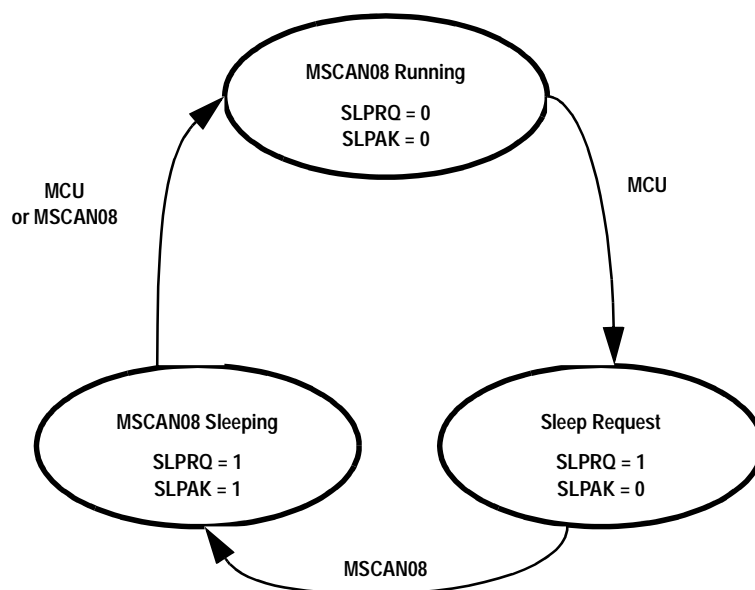 MSCAN08 Running
SLPRQ = 0
SLPAK = 0
MCU
or MSCAN08
MCU
MSCAN08 Sleeping
SLPRQ = 1
SLPAK = 1
Sleep Request
SLPRQ = 1
SLPAK = 0
MSCAN08